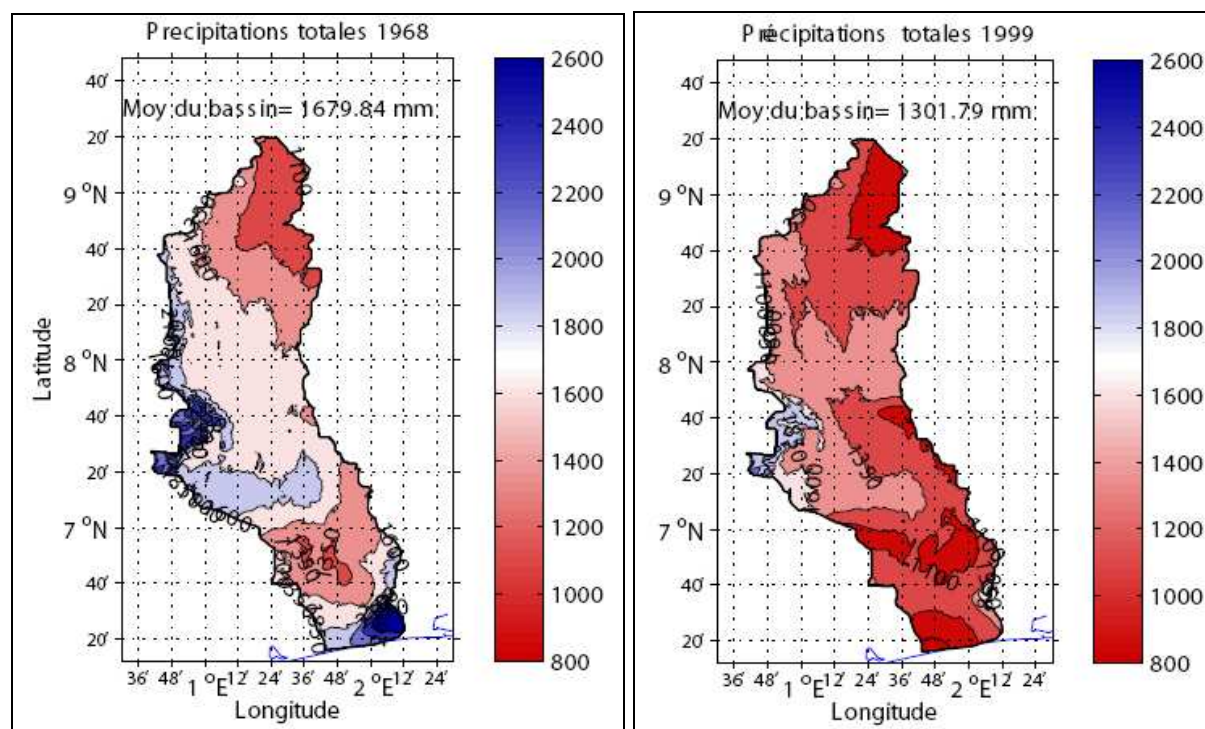 Precipitations totales 1968
Moy du bassin= 1679.84 mm
40'
20'
9 °N
40'
20'
8 °N
40'
20'
7 °N
40'
20'
Latitude
36' 48' 1 °E 12' 24' 36' 48' 2 °E 12' 24'
Longitude
2600
2400
2200
2000
1800
1600
1400
1200
1000
800
Précipitations totales 1999
Moy du bassin= 1301.79 mm
40'
20'
9 °N
40'
20'
8 °N
40'
20'
7 °N
40'
20'
36' 48' 1 °E 12' 24' 36' 48' 2 °E 12' 24'
Longitude
2600
2400
2200
2000
1800
1600
1400
1200
1000
800